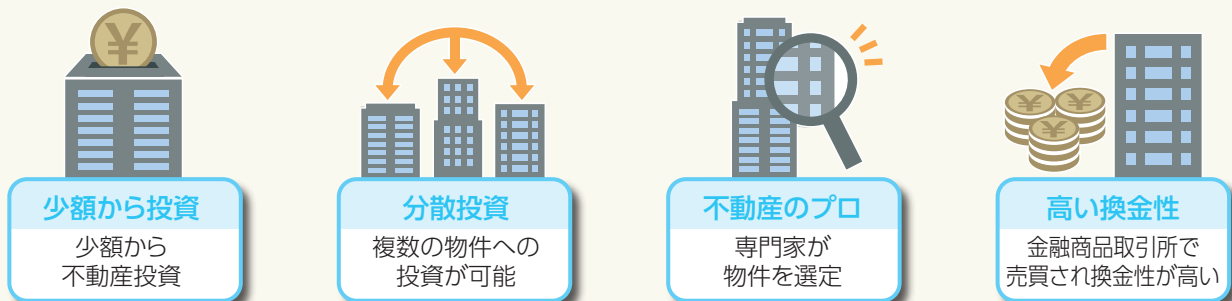 ¥
少額から投資
少額から
不動産投資
分散投資
複数の物件への
投資が可能
不動産のプロ
専門家が
物件を選定
¥
¥
¥
高い換金性
金融商品取引所で
売買され換金性が高い